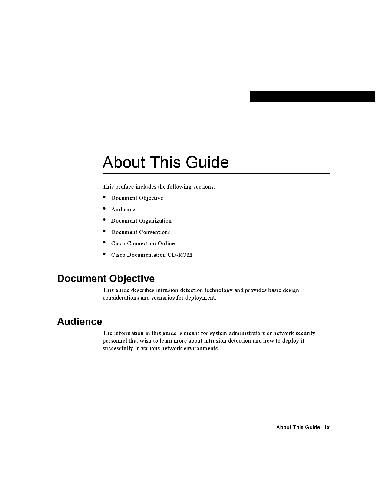 About This Guide
This preface includes the following sections:
• Document Objective
• Audience
• Document Organization
• Document Conventions
• Cisco Connection Online
• Cisco Documentation CD-ROM
Document Objective
This guide describes intrusion detection technology and provides basic design
considerations and scenarios for deployment.
Audience
The information in this guide is meant for system administrators or network security
personnel that wish to learn more about intrusion detection and how to deploy it
successfully in various network environments.
About This Guide ix